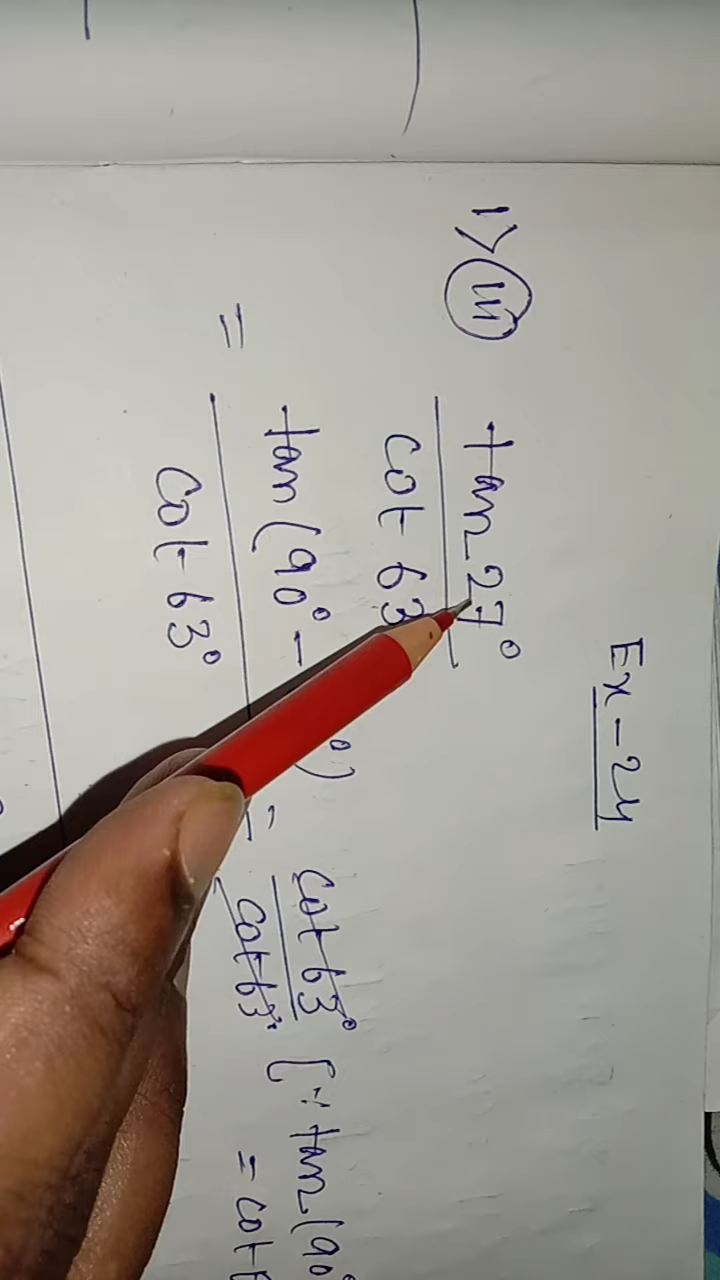 Ex-24
1> (iii) tan 27°
cot 63
= tan (90° - °) = cot 63° [∵ tan (90°
cot 63° cot 63° = cot